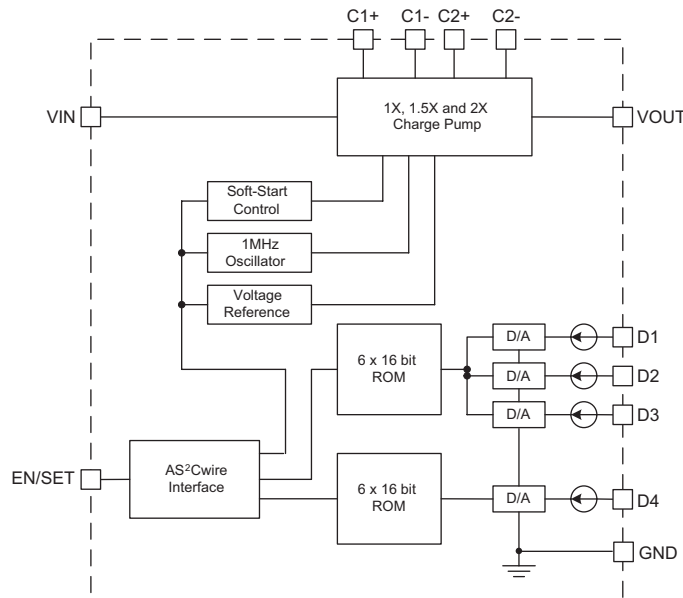 C1+ C1- C2+ C2-
VIN
1X, 1.5X and 2X
Charge Pump
VOUT
Soft-Start
Control
1MHz
Oscillator
Voltage
Reference
6 x 16 bit
ROM
D/A
D1
D/A
D2
D/A
D3
EN/SET
AS²Cwire
Interface
6 x 16 bit
ROM
D/A
D4
GND